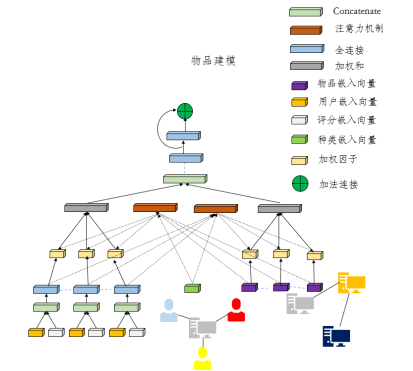 Concatenate
注意力机制
全连接
加权和
物品嵌入向量
用户嵌入向量
评分嵌入向量
种类嵌入向量
加权因子
加法连接
物品建模